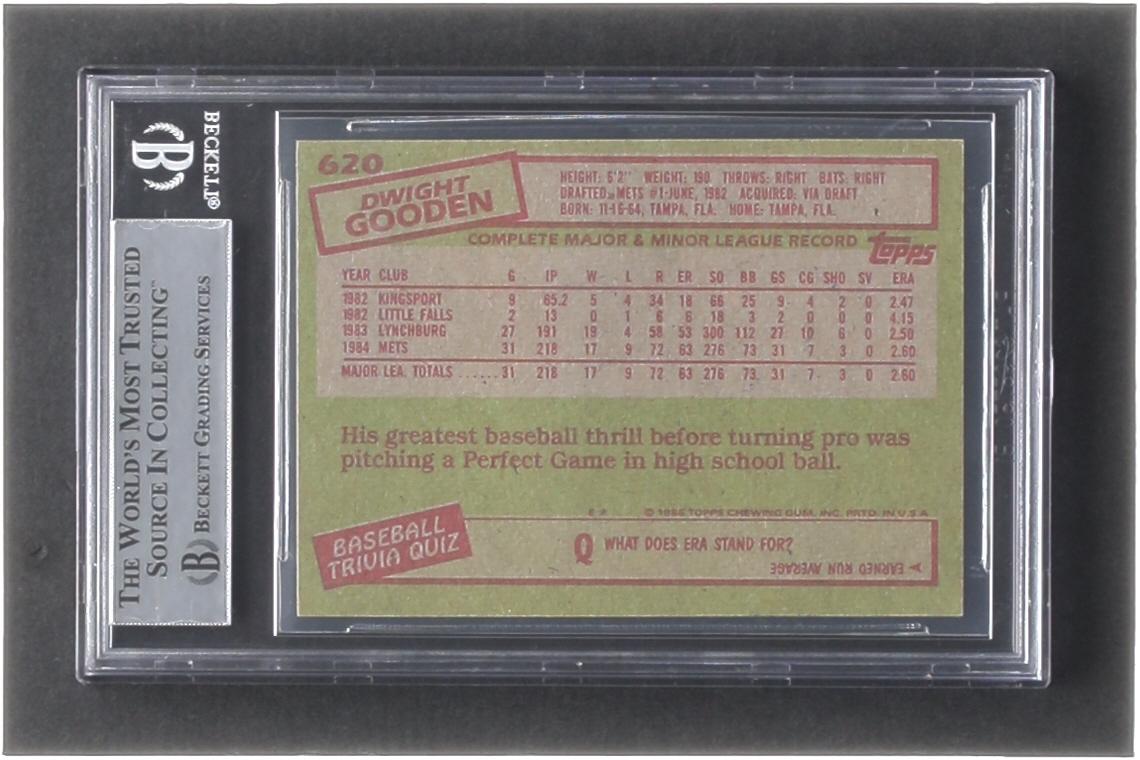 BECKETT®
THE WORLD'S MOST TRUSTED
SOURCE IN COLLECTING™
BECKETT GRADING SERVICES
620
DWIGHT
GOODEN
HEIGHT: 6'2" WEIGHT: 190 THROWS: RIGHT BATS: RIGHT
DRAFTED: METS #1-JUNE, 1982 ACQUIRED: VIA DRAFT
BORN: 11-16-64, TAMPA, FLA. HOME: TAMPA, FLA.
COMPLETE MAJOR & MINOR LEAGUE RECORD
TOPPS
YEAR CLUB G IP W L R ER SO BB GS CG SHO SV ERA
1982 KINGSPORT 9 65.2 5 4 34 18 66 25 9 4 2 0 2.47
1982 LITTLE FALLS 2 13 0 1 6 6 18 3 2 0 0 0 4.15
1983 LYNCHBURG 27 191 19 4 58 53 300 112 27 10 6 0 2.50
1984 METS 31 218 17 9 72 63 276 73 31 7 3 0 2.60
MAJOR LEA. TOTALS ......31 218 17 9 72 63 276 73 31 7 3 0 2.60
His greatest baseball thrill before turning pro was
pitching a Perfect Game in high school ball.
© 1985 TOPPS CHEWING GUM, INC. PRTD. IN U.S.A
BASEBALL
TRIVIA QUIZ
Q WHAT DOES ERA STAND FOR?
A EARNED RUN AVERAGE